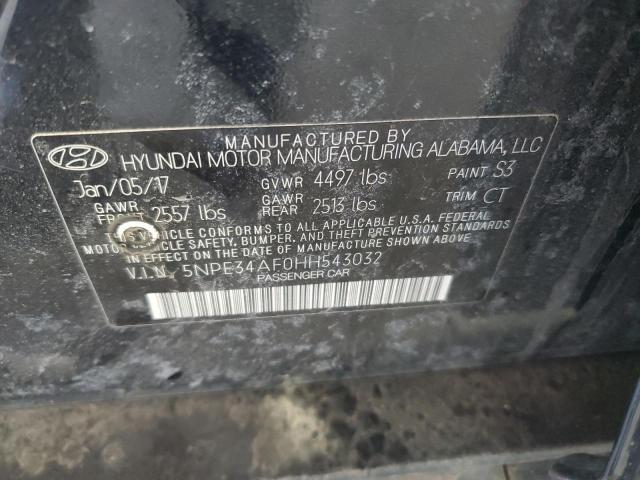 MANUFACTURED BY
HYUNDAI MOTOR MANUFACTURING ALABAMA, LLC
Jan/05/17 GVWR 4497 lbs PAINT S3
GAWR FRONT 2557 lbs GAWR REAR 2513 lbs TRIM CT
THIS VEHICLE CONFORMS TO ALL APPLICABLE U.S.A. FEDERAL
MOTOR VEHICLE SAFETY, BUMPER, AND THEFT PREVENTION STANDARDS
IN EFFECT ON THE DATE OF MANUFACTURE SHOWN ABOVE.
V.I.N. 5NPE34AF0HH543032
PASSENGER CAR